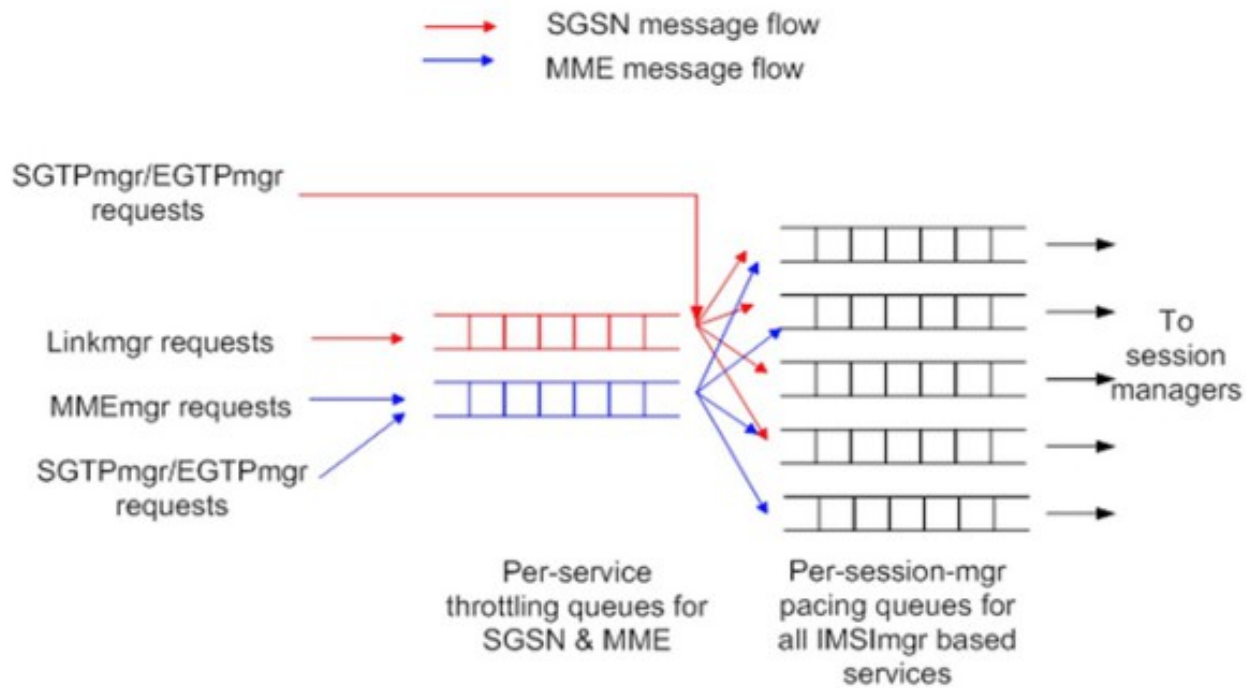 SGSN message flow
MME message flow
SGTPmgr/EGTPmgr
requests
Linkmgr requests
MMEmgr requests
SGTPmgr/EGTPmgr
requests
To
session
managers
Per-service
throttling queues for
SGSN & MME
Per-session-mgr
pacing queues for
all IMSImgr based
services